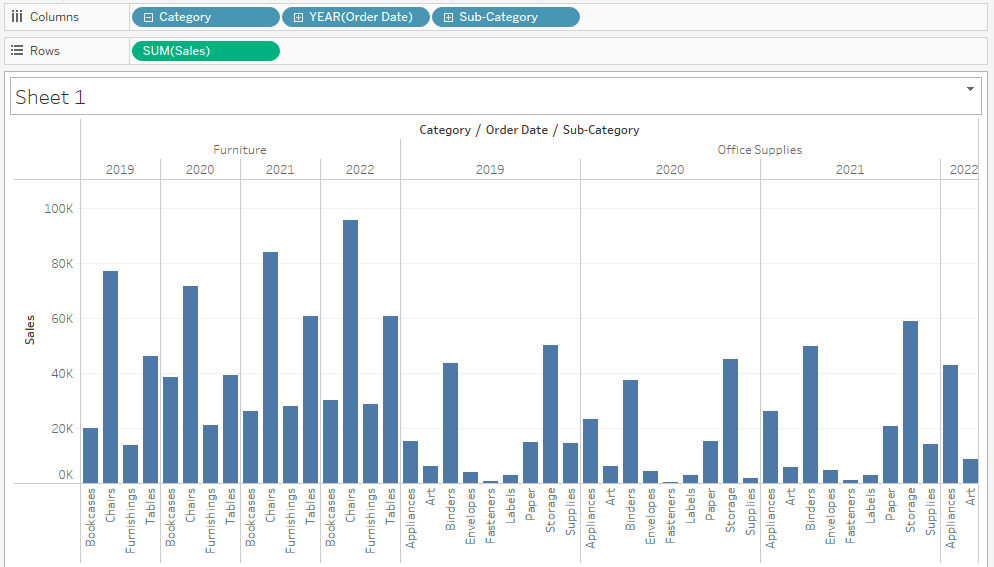 Columns Category YEAR(Order Date) Sub-Category
Rows SUM(Sales)
Sheet 1
Category / Order Date / Sub-Category
Furniture Office Supplies
2019 2020 2021 2022 2019 2020 2021 2022
100K
80K
60K
40K
20K
0K
Sales
Bookcases Chairs Furnishings Tables Bookcases Chairs Furnishings Tables Bookcases Chairs Furnishings Tables Bookcases Chairs Furnishings Tables Appliances Art Binders Envelopes Fasteners Labels Paper Storage Supplies Appliances Art Binders Envelopes Fasteners Labels Paper Storage Supplies Appliances Art Binders Envelopes Fasteners Labels Paper Storage Supplies Appliances Art